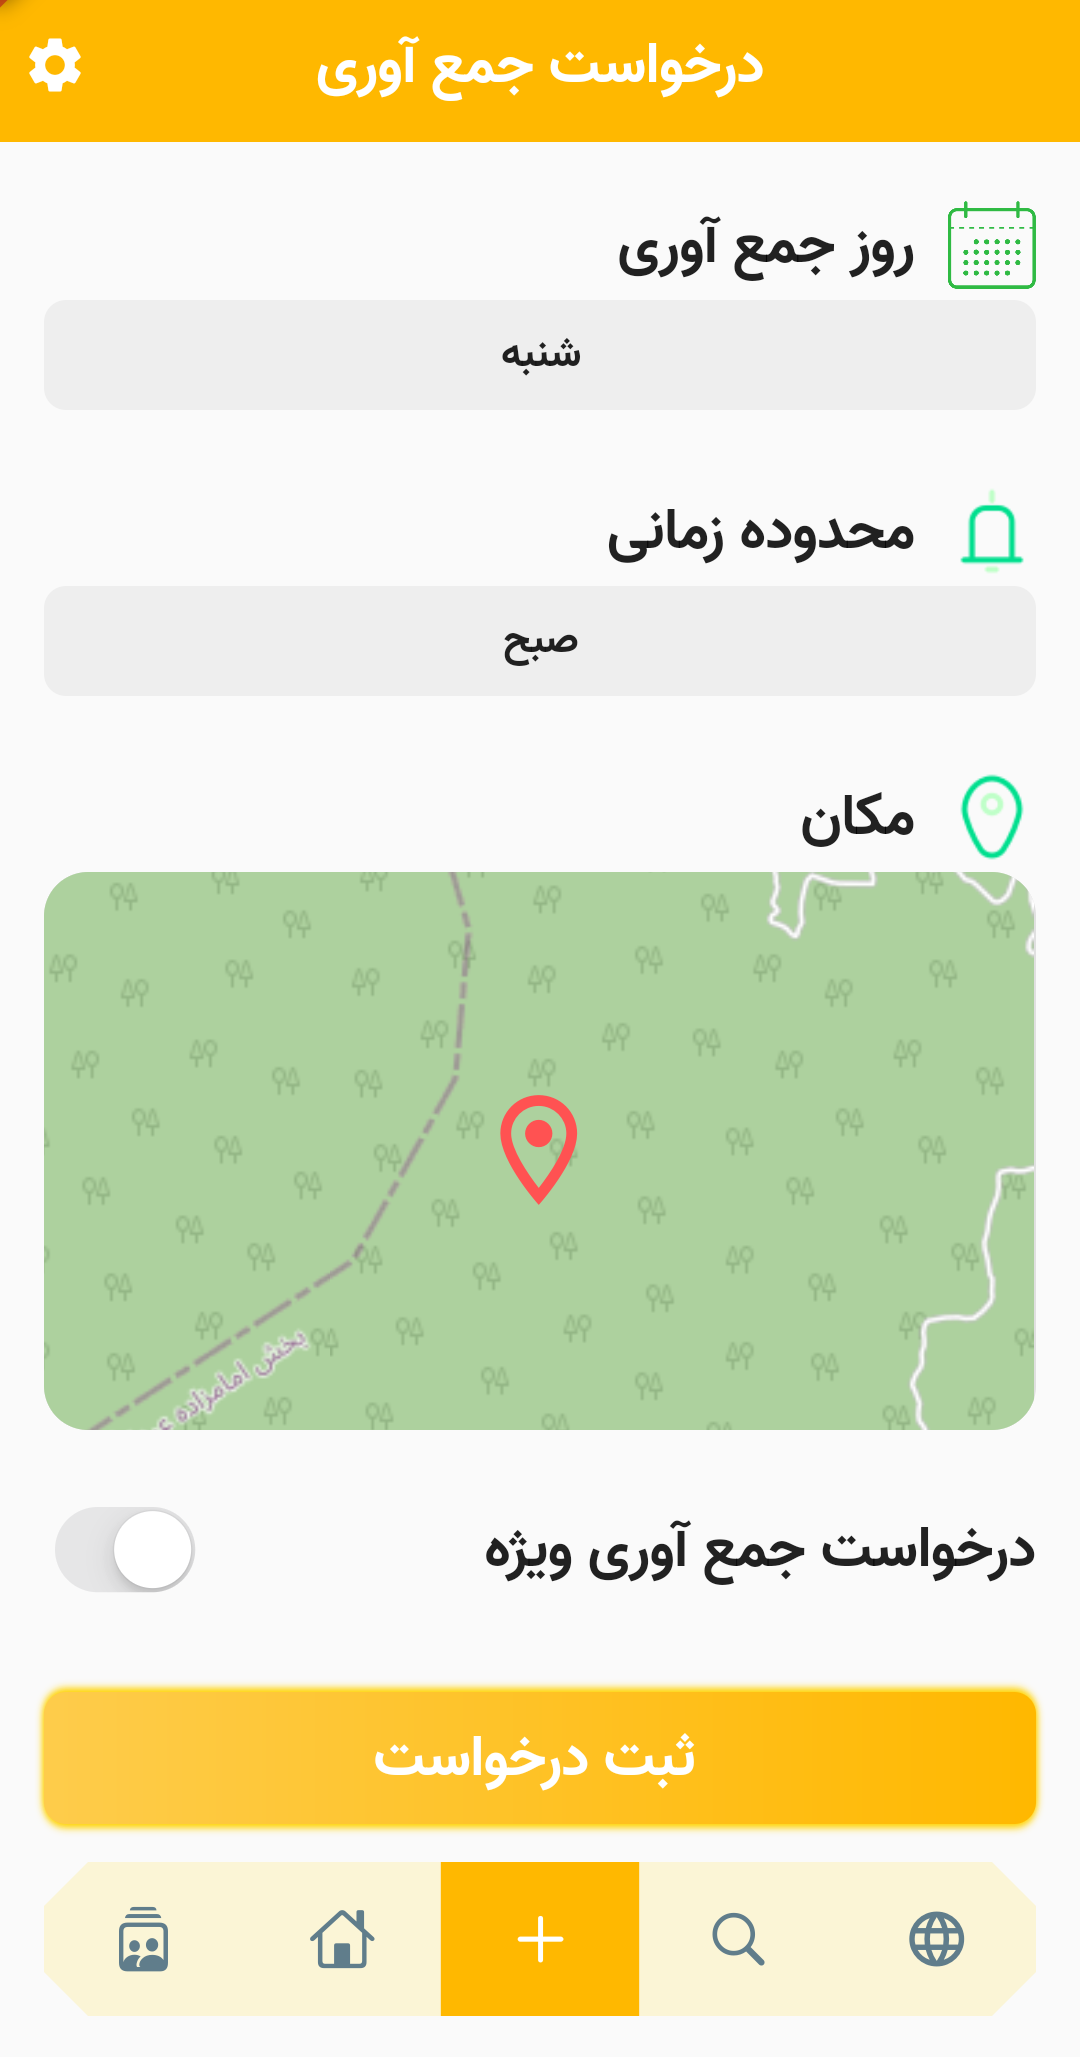 درخواست جمع آوری
روز جمع آوری
شنبه
محدوده زمانی
صبح
مکان
بخش امامزاده
درخواست جمع آوری ویژه
ثبت درخواست